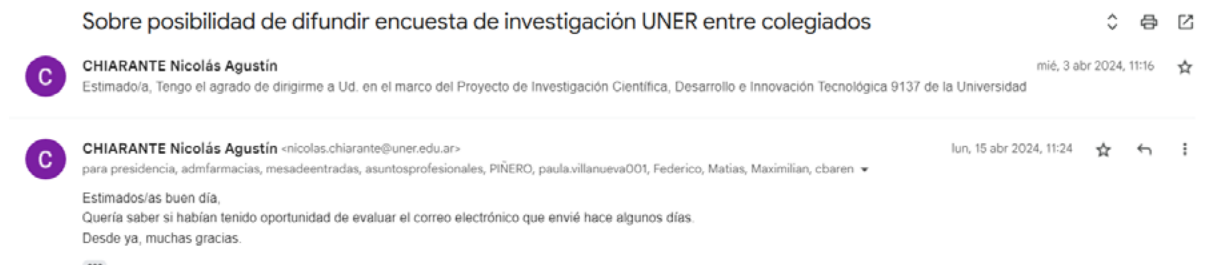 Sobre posibilidad de difundir encuesta de investigación UNER entre colegiados
C
CHIARANTE Nicolás Agustín
mié, 3 abr 2024, 11:16
Estimado/a, Tengo el agrado de dirigirme a Ud. en el marco del Proyecto de Investigación Científica, Desarrollo e Innovación Tecnológica 9137 de la Universidad
C
CHIARANTE Nicolás Agustín <nicolas.chiarante@uner.edu.ar>
lun, 15 abr 2024, 11:24
para presidencia, admfarmacias, mesadeentradas, asuntosprofesionales, PIÑERO, paula.villanueva001, Federico, Matias, Maximilian, cbaren
Estimados/as buen día,
Quería saber si habían tenido oportunidad de evaluar el correo electrónico que envié hace algunos días.
Desde ya, muchas gracias.